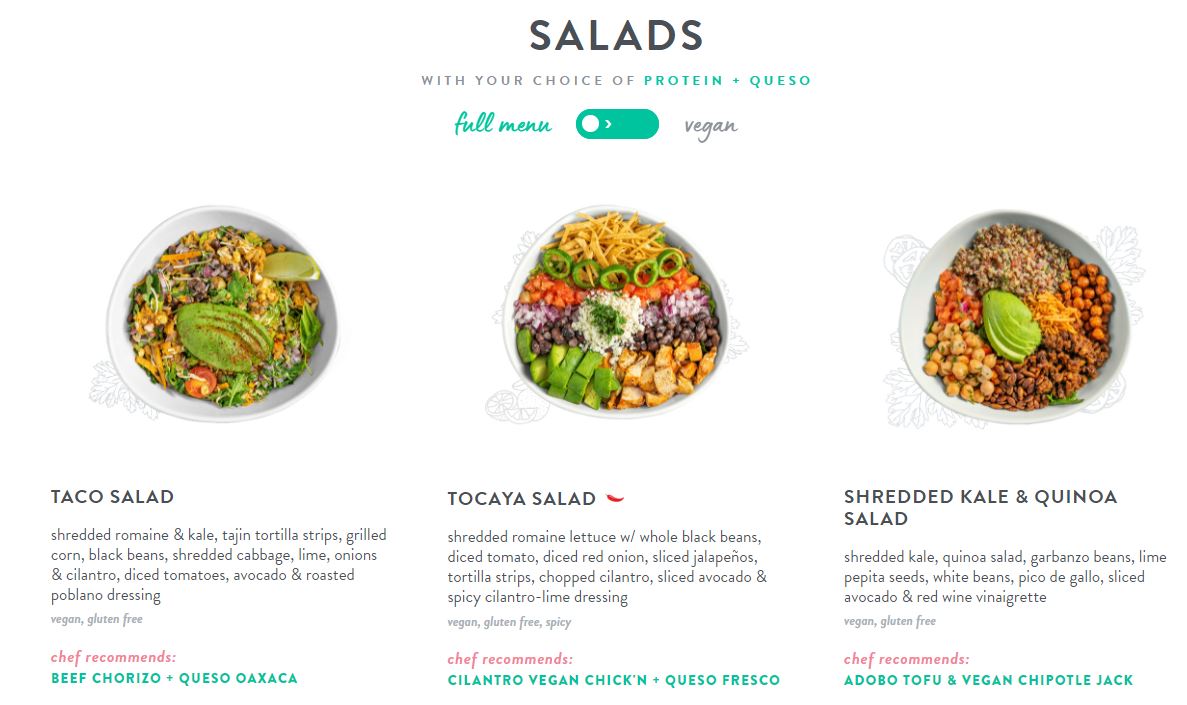 SALADS
WITH YOUR CHOICE OF PROTEIN + QUESO
full menu
vegan
TACO SALAD
shredded romaine & kale, tajin tortilla strips, grilled
corn, black beans, shredded cabbage, lime, onions
& cilantro, diced tomatoes, avocado & roasted
poblano dressing
vegan, gluten free
chef recommends:
BEEF CHORIZO + QUESO OAXACA
TOCAYA SALAD
shredded romaine lettuce w/ whole black beans,
diced tomato, diced red onion, sliced jalapeños,
tortilla strips, chopped cilantro, sliced avocado &
spicy cilantro-lime dressing
vegan, gluten free, spicy
chef recommends:
CILANTRO VEGAN CHICK'N + QUESO FRESCO
SHREDDED KALE & QUINOA
SALAD
shredded kale, quinoa salad, garbanzo beans, lime
pepita seeds, white beans, pico de gallo, sliced
avocado & red wine vinaigrette
vegan, gluten free
chef recommends:
ADOBO TOFU & VEGAN CHIPOTLE JACK